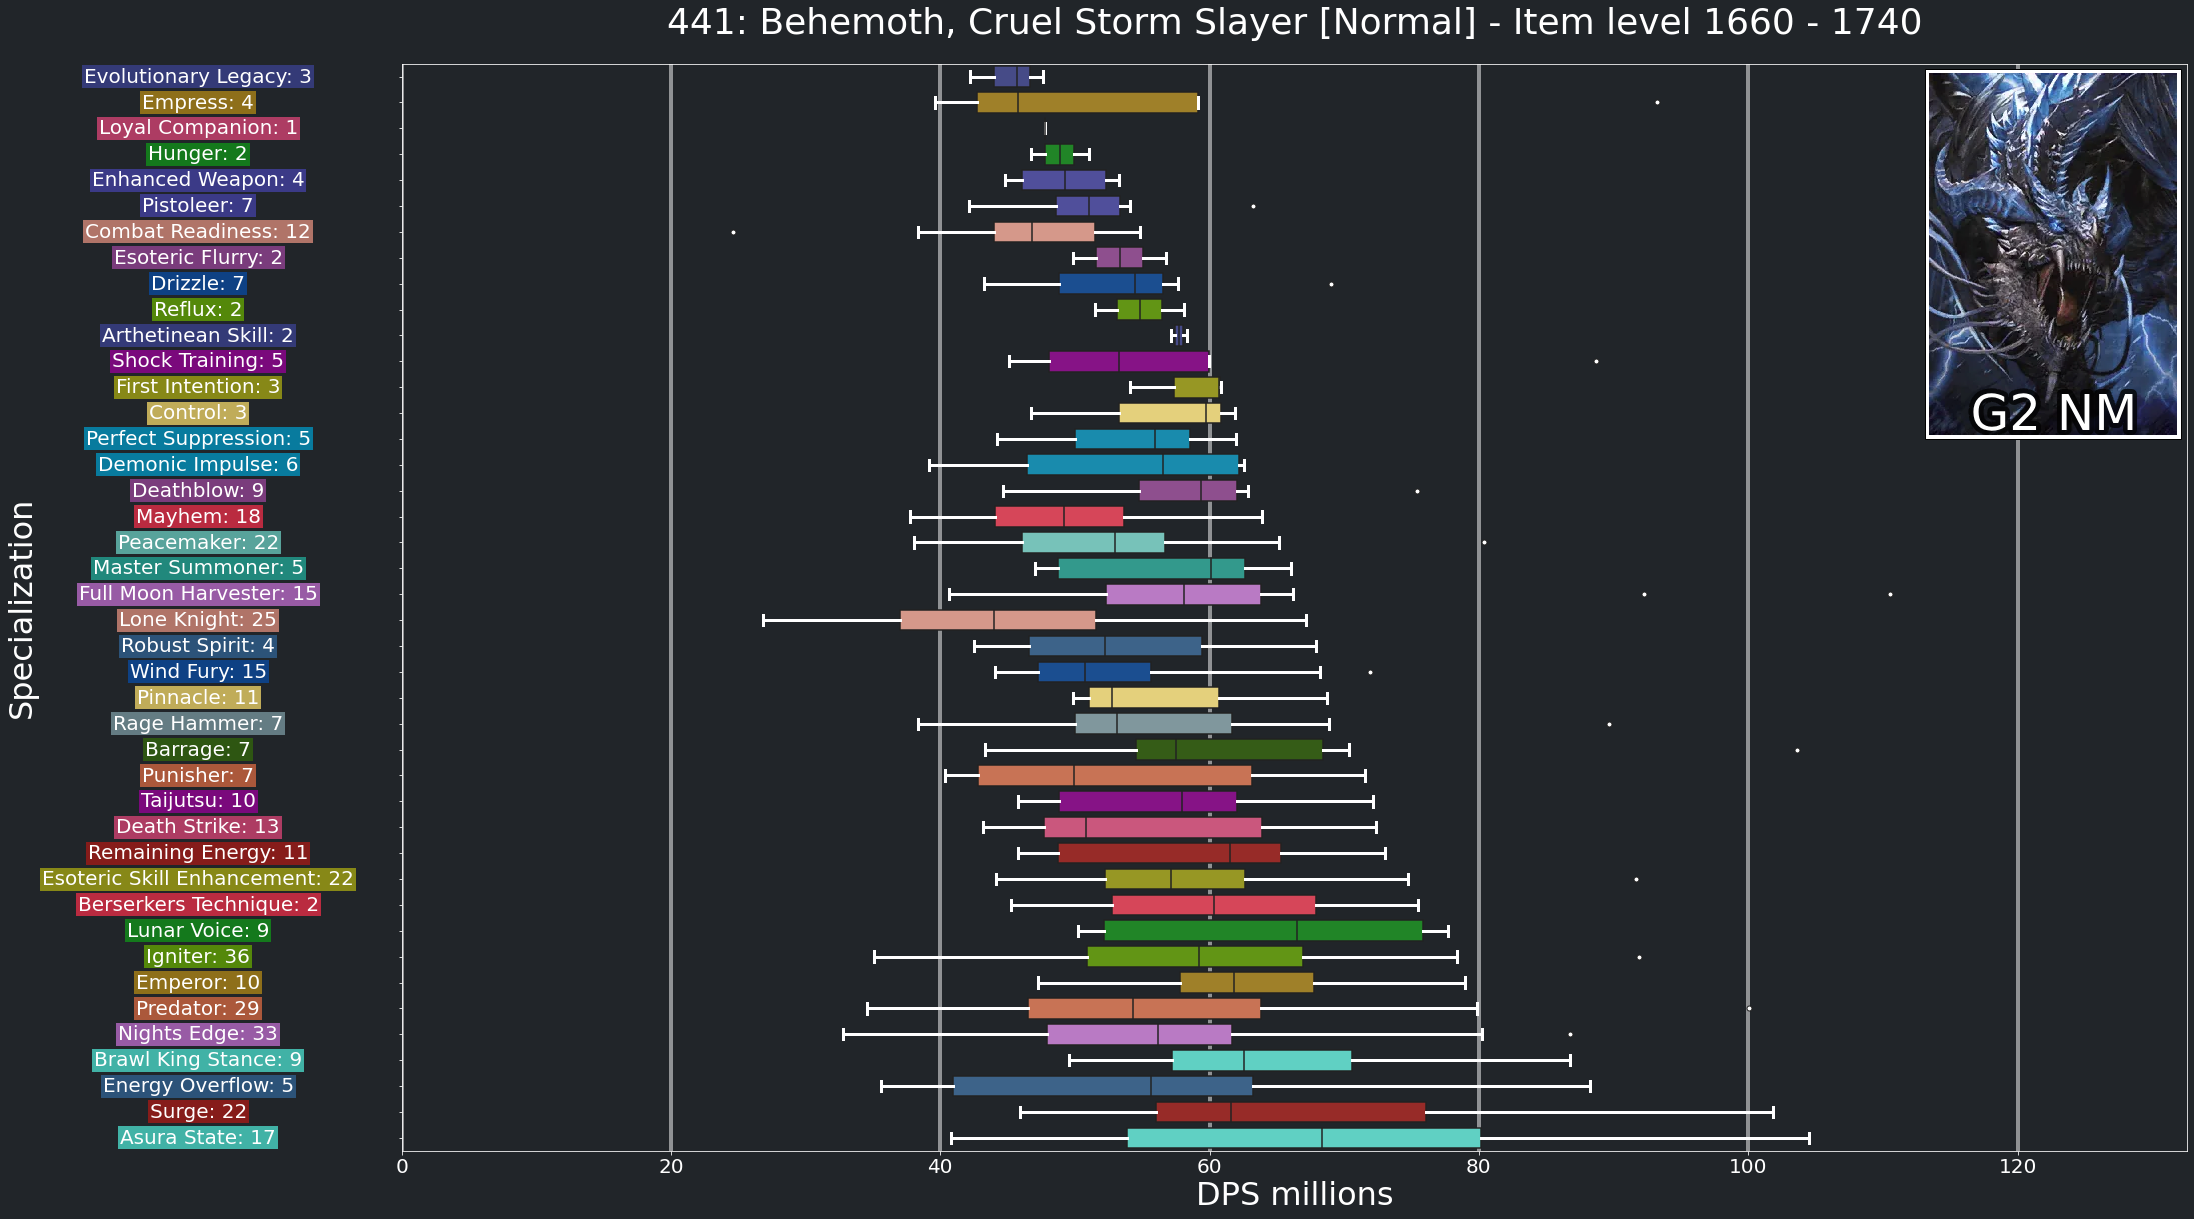 441: Behemoth, Cruel Storm Slayer [Normal] - Item level 1660 - 1740
Evolutionary Legacy: 3
Empress: 4
Loyal Companion: 1
Hunger: 2
Enhanced Weapon: 4
Pistoleer: 7
Combat Readiness: 12
Esoteric Flurry: 2
Drizzle: 7
Reflux: 2
Arthetinean Skill: 2
Shock Training: 5
First Intention: 3
Control: 3
Perfect Suppression: 5
Demonic Impulse: 6
Deathblow: 9
Mayhem: 18
Peacemaker: 22
Master Summoner: 5
Full Moon Harvester: 15
Lone Knight: 25
Robust Spirit: 4
Wind Fury: 15
Pinnacle: 11
Rage Hammer: 7
Barrage: 7
Punisher: 7
Taijutsu: 10
Death Strike: 13
Remaining Energy: 11
Esoteric Skill Enhancement: 22
Berserkers Technique: 2
Lunar Voice: 9
Igniter: 36
Emperor: 10
Predator: 29
Nights Edge: 33
Brawl King Stance: 9
Energy Overflow: 5
Surge: 22
Asura State: 17
Specialization
G2 NM
0 20 40 60 80 100 120
DPS millions